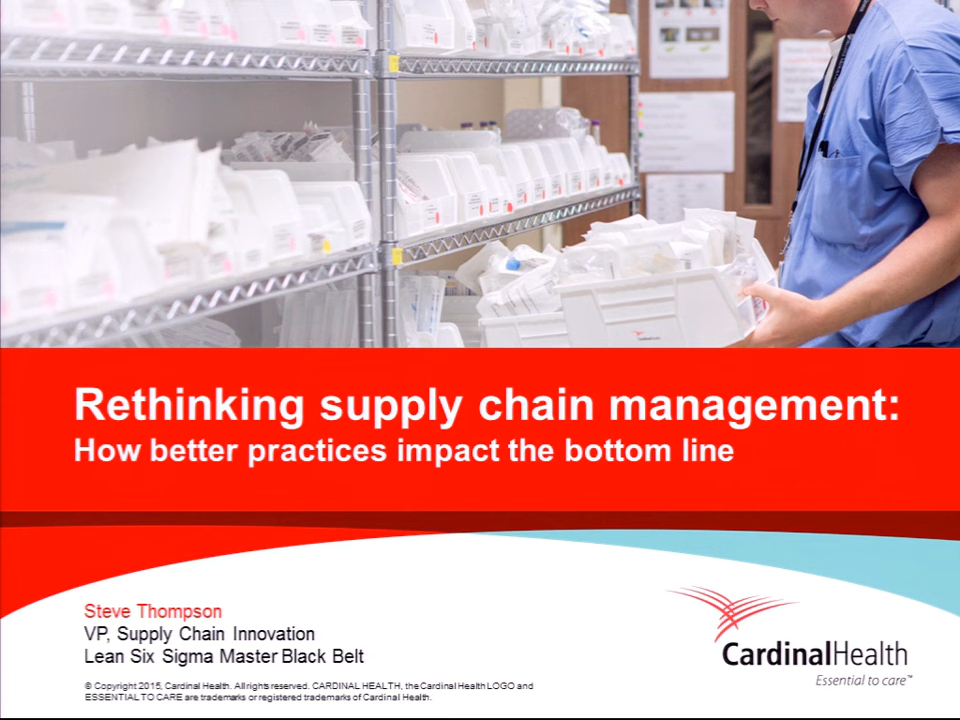 Rethinking supply chain management:
How better practices impact the bottom line
Steve Thompson
VP, Supply Chain Innovation
Lean Six Sigma Master Black Belt
© Copyright 2015, Cardinal Health. All rights reserved. CARDINAL HEALTH, the Cardinal Health LOGO and
ESSENTIAL TO CARE are trademarks or registered trademarks of Cardinal Health.
CardinalHealth
Essential to care™